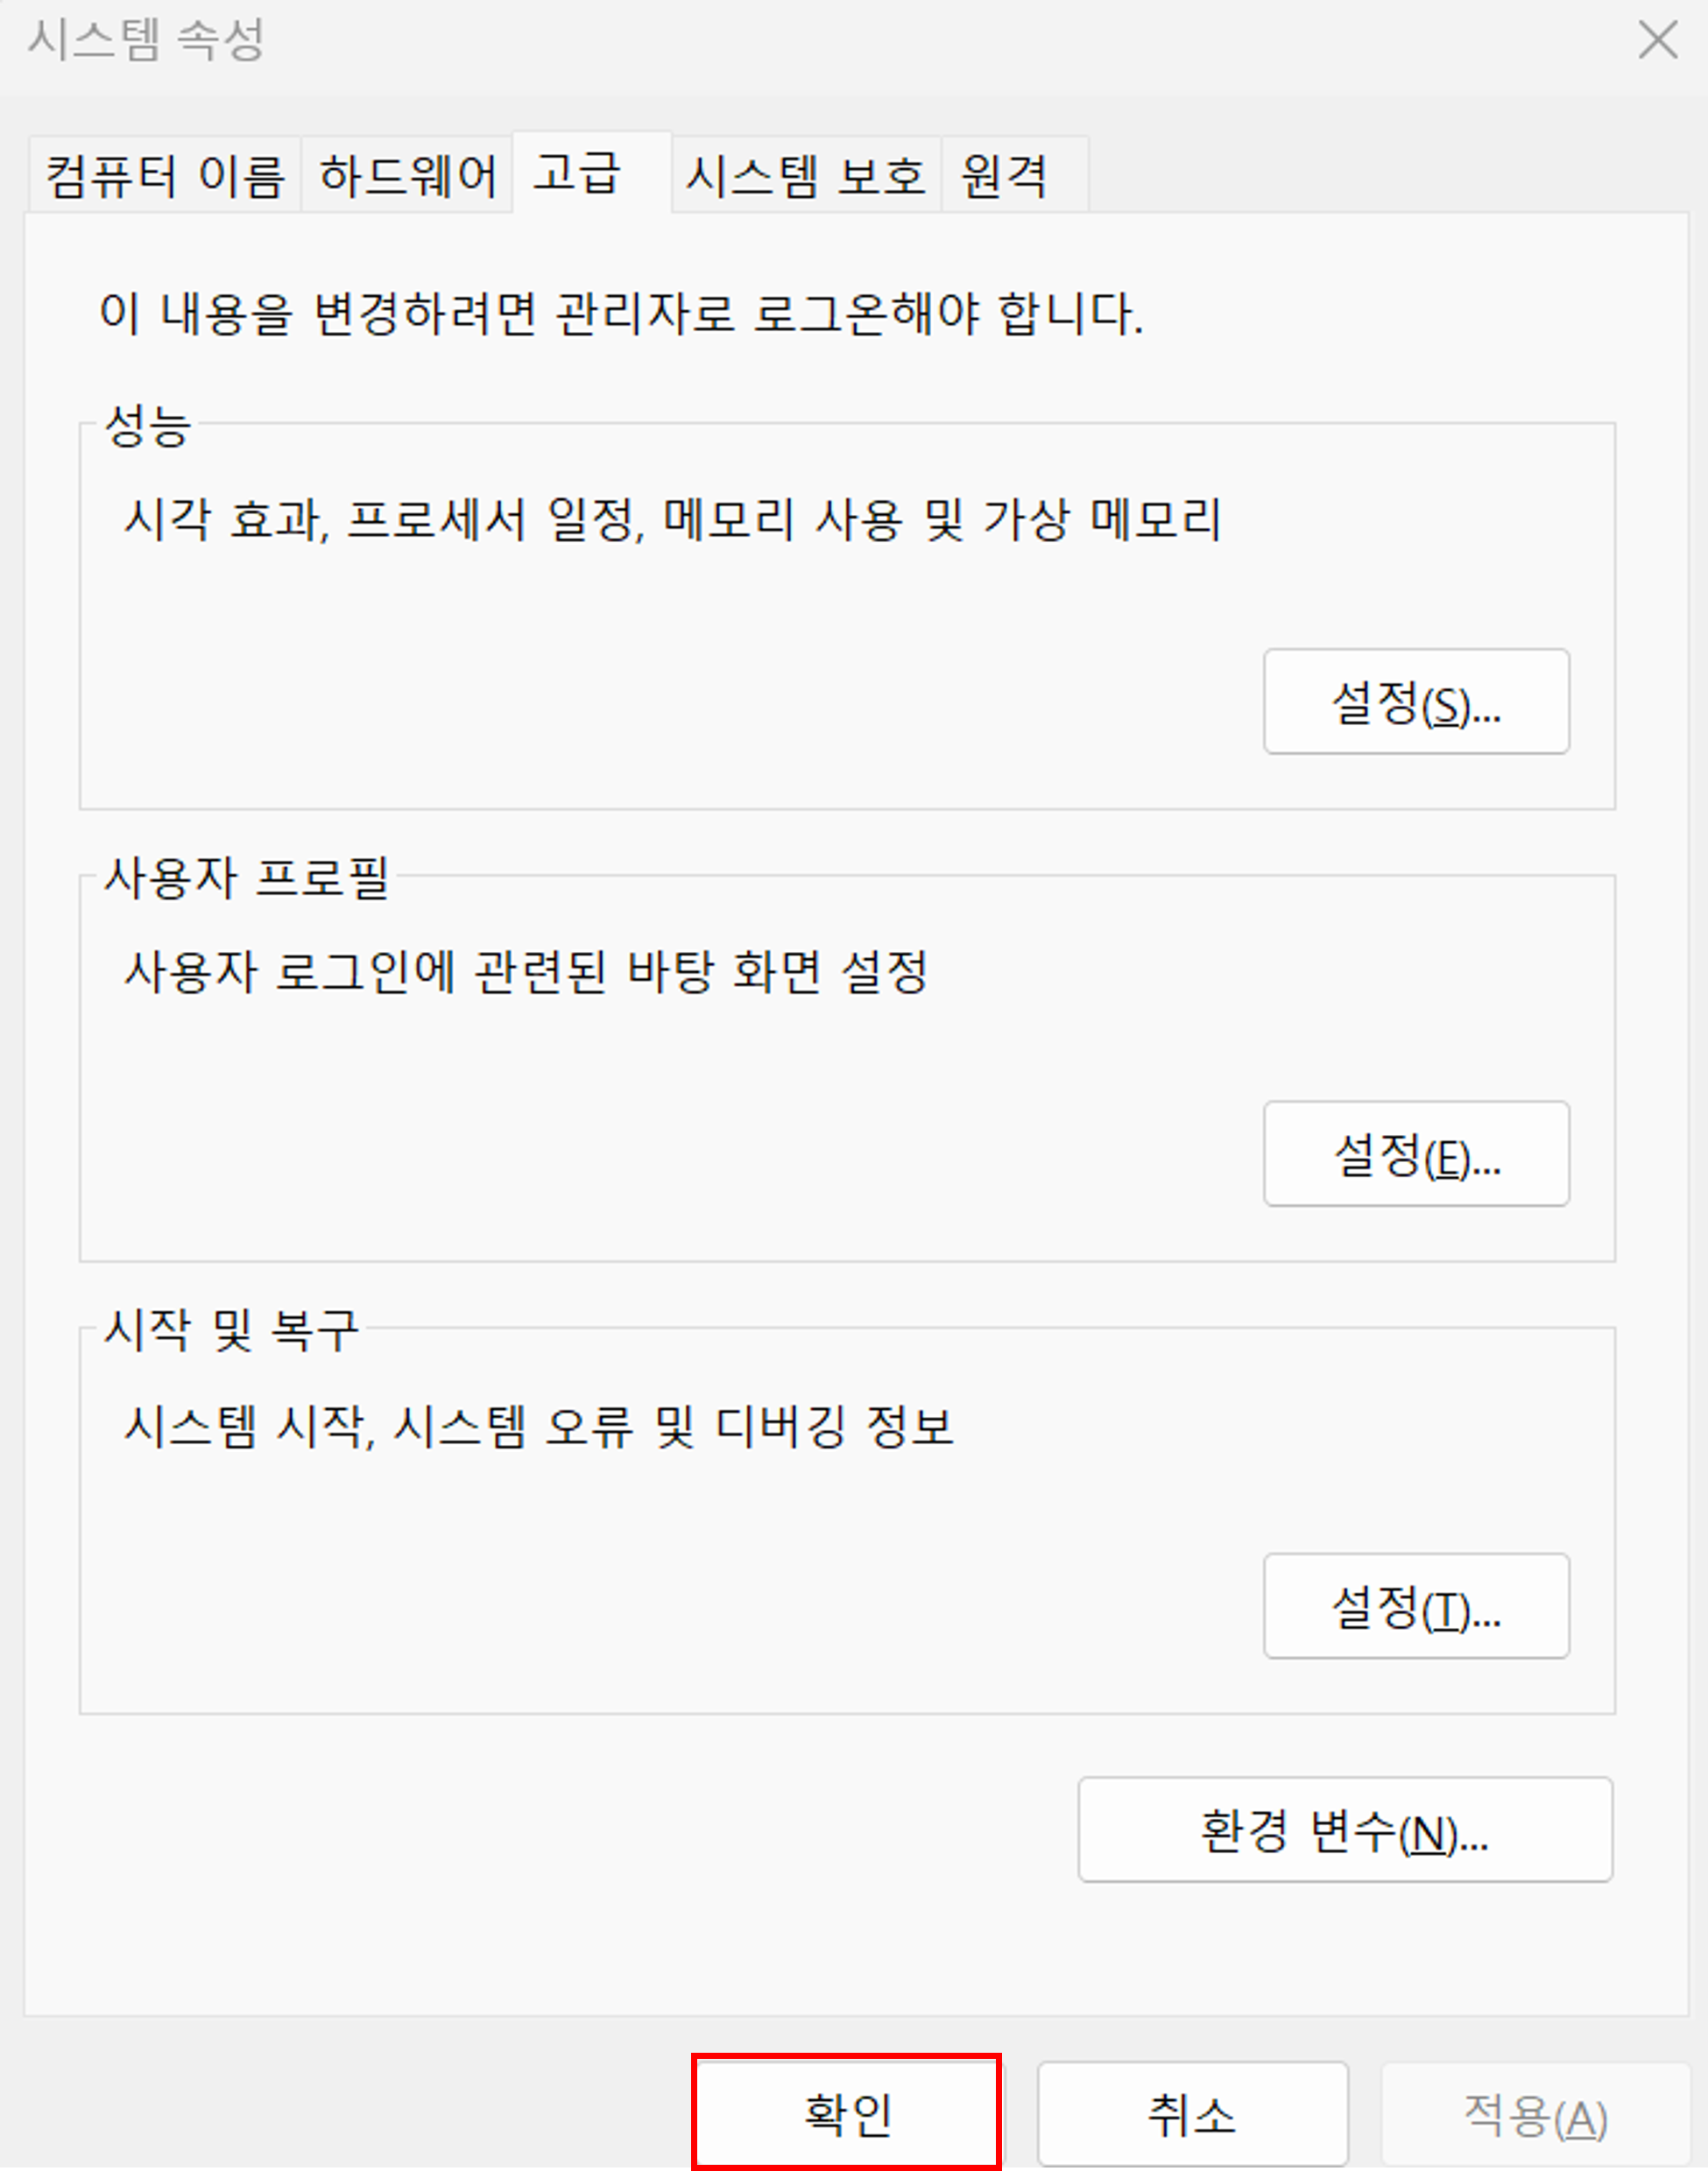 시스템 속성
컴퓨터 이름 하드웨어 고급 시스템 보호 원격
이 내용을 변경하려면 관리자로 로그온해야 합니다.
성능
시각 효과, 프로세서 일정, 메모리 사용 및 가상 메모리
설정(S)...
사용자 프로필
사용자 로그인에 관련된 바탕 화면 설정
설정(E)...
시작 및 복구
시스템 시작, 시스템 오류 및 디버깅 정보
설정(T)...
환경 변수(N)...
확인 취소 적용(A)